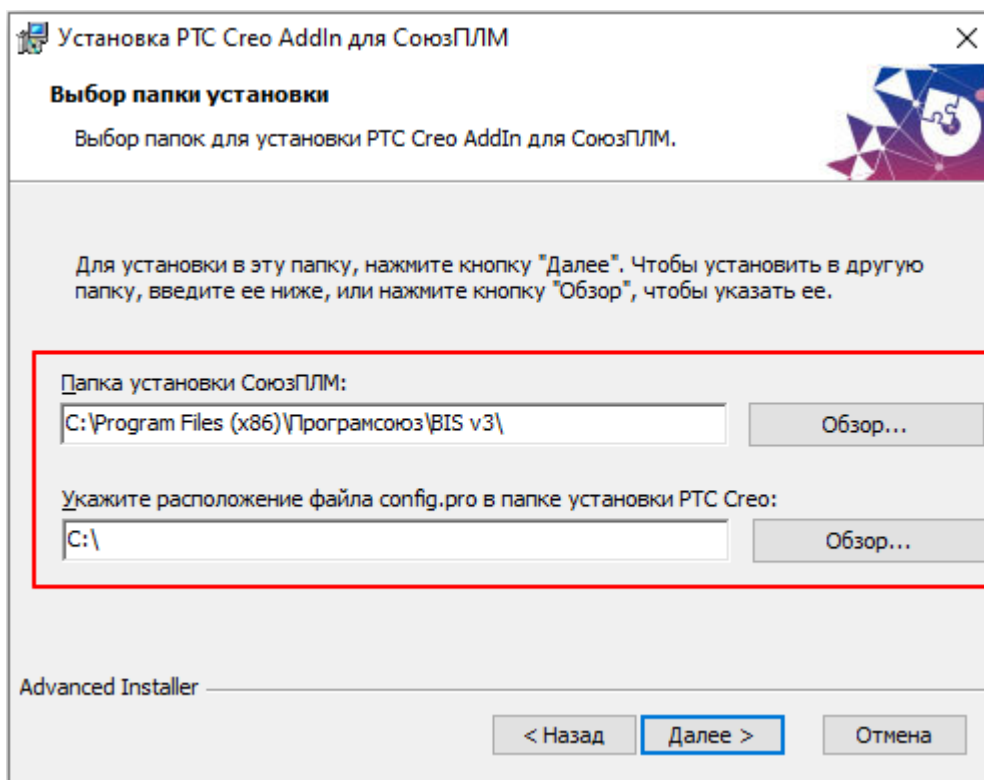 Установка PTC Creo AddIn для СоюзПЛМ
Выбор папки установки
Выбор папок для установки PTC Creo AddIn для СоюзПЛМ.
Для установки в эту папку, нажмите кнопку "Далее". Чтобы установить в другую
папку, введите ее ниже, или нажмите кнопку "Обзор", чтобы указать ее.
Папка установки СоюзПЛМ:
C:\Program Files (x86)\Програмсоюз\BIS v3\
Обзор...
Укажите расположение файла config.pro в папке установки PTC Creo:
C:\
Обзор...
Advanced Installer
< Назад
Далее >
Отмена